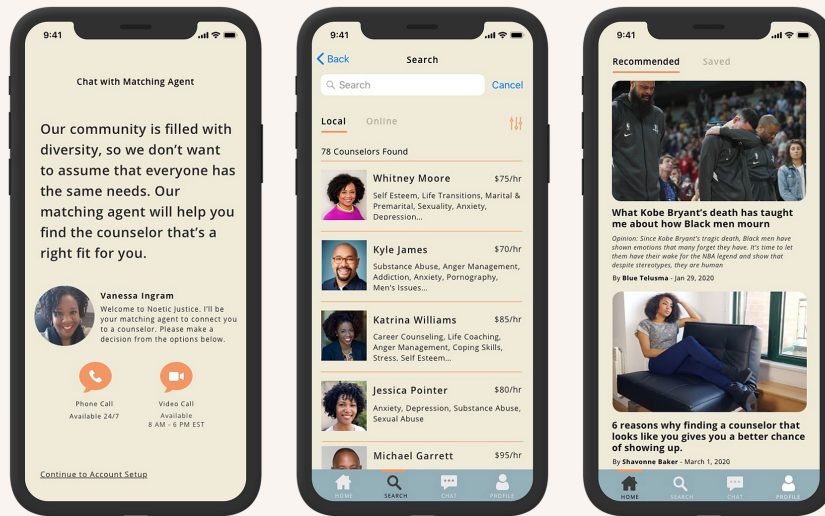 9:41
Chat with Matching Agent
Our community is filled with
diversity, so we don't want
to assume that everyone has
the same needs. Our
matching agent will help you
find the counselor that's a
right fit for you.
Vanessa Ingram
Welcome to Noetic Justice. I'll be
your matching agent to connect you
to a counselor. Please make a
decision from the options below.
Phone Call
Available 24/7
Video Call
Available
8 AM - 6 PM EST
Continue to Account Setup
9:41
Back
Search
Search
Cancel
Local
Online
78 Counselors Found
Whitney Moore
$75/hr
Self Esteem, Life Transitions, Marital &
Premarital, Sexuality, Anxiety,
Depression...
Kyle James
$70/hr
Substance Abuse, Anger Management,
Addiction, Anxiety, Pornography,
Men's Issues...
Katrina Williams
$85/hr
Career Counseling, Life Coaching,
Anger Management, Coping Skills,
Stress, Self Esteem...
Jessica Pointer
$80/hr
Anxiety, Depression, Substance Abuse,
Sexual Abuse
Michael Garrett
$95/hr
HOME
SEARCH
CHAT
PROFILE
9:41
Recommended
Saved
What Kobe Bryant's death has taught
me about how Black men mourn
Opinion: Since Kobe Bryant's tragic death, Black men have
shown emotions that many forget they have. It's time to let
them have their wake for the NBA legend and show that
despite stereotypes, they are human
By Blue Telusma - Jan 29, 2020
6 reasons why finding a counselor that
looks like you gives you a better chance
of showing up.
By Shavonne Baker - March 1, 2020
HOME
SEARCH
CHAT
PROFILE